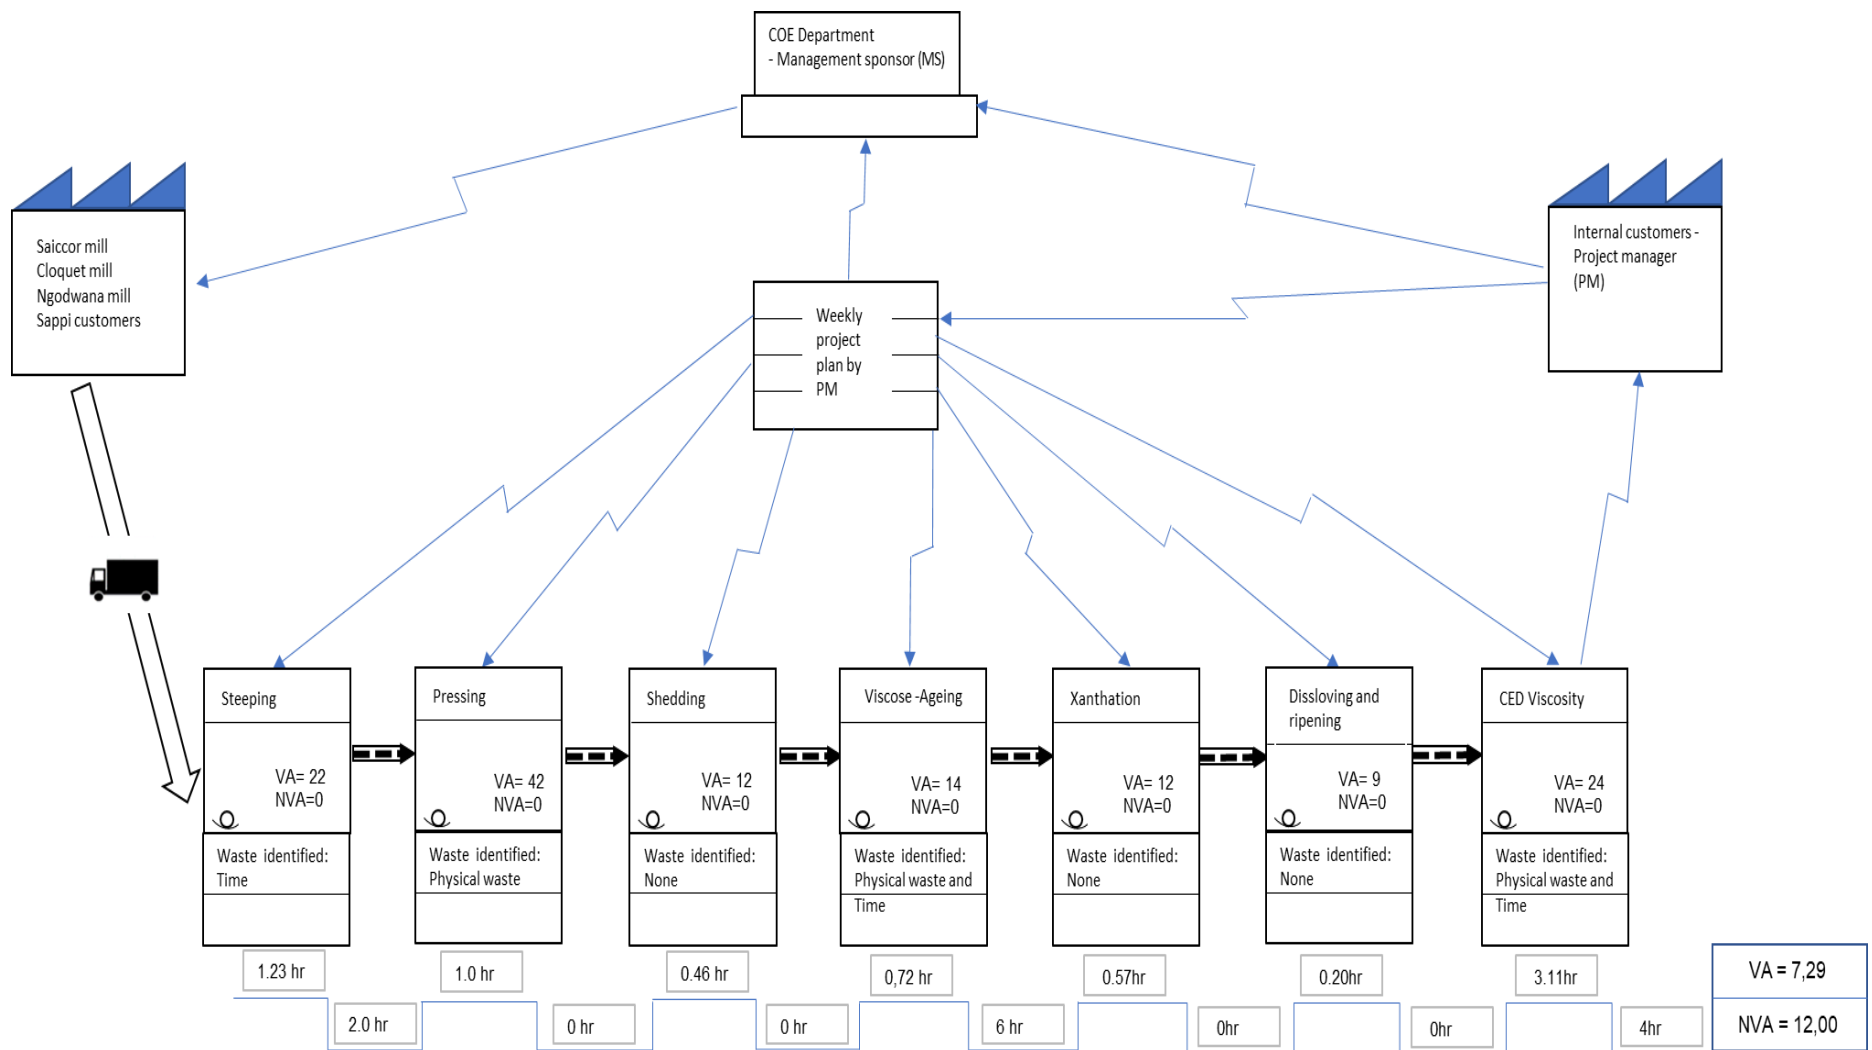 COE Department
- Management sponsor (MS)
Saiccor mill
Cloquet mill
Ngodwana mill
Sappi customers
Internal customers -
Project manager
(PM)
Weekly
project
plan by
PM
Steeping
VA= 22
NVA=0
Waste identified:
Time
Pressing
VA= 42
NVA=0
Waste identified:
Physical waste
Shedding
VA= 12
NVA=0
Waste identified:
None
Viscose -Ageing
VA= 14
NVA=0
Waste identified:
Physical waste and
Time
Xanthation
VA= 12
NVA=0
Waste identified:
None
Dissloving and
ripening
VA= 9
NVA=0
Waste identified:
None
CED Viscosity
VA= 24
NVA=0
Waste identified:
Physical waste and
Time
1.23 hr
1.0 hr
0.46 hr
0,72 hr
0.57hr
0.20hr
3.11hr
2.0 hr
0 hr
0 hr
6 hr
0hr
0hr
4hr
VA = 7,29
NVA = 12,00